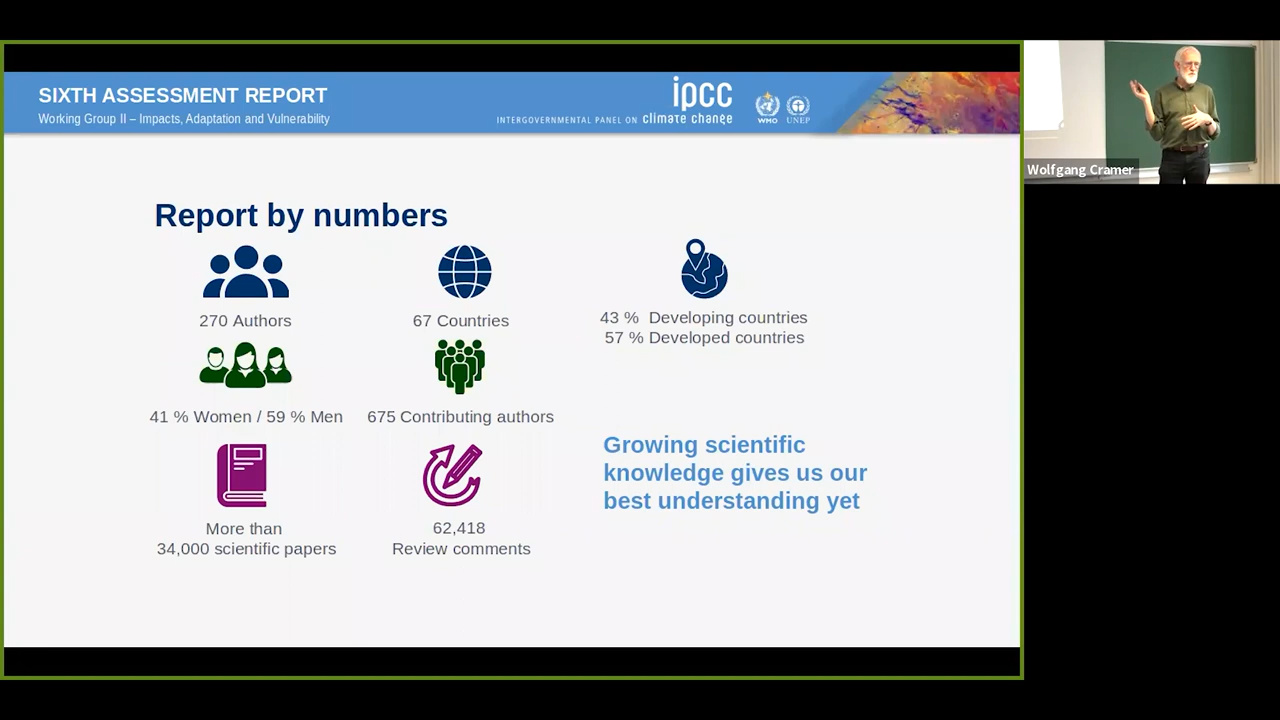 SIXTH ASSESSMENT REPORT
Working Group II – Impacts, Adaptation and Vulnerability
INTERGOVERNMENTAL PANEL ON climate change
ipcc
WMO
UNEP
Wolfgang Cramer
Report by numbers
270 Authors
67 Countries
43 % Developing countries
57 % Developed countries
41 % Women / 59 % Men
675 Contributing authors
Growing scientific
knowledge gives us our
best understanding yet
More than
34,000 scientific papers
62,418
Review comments